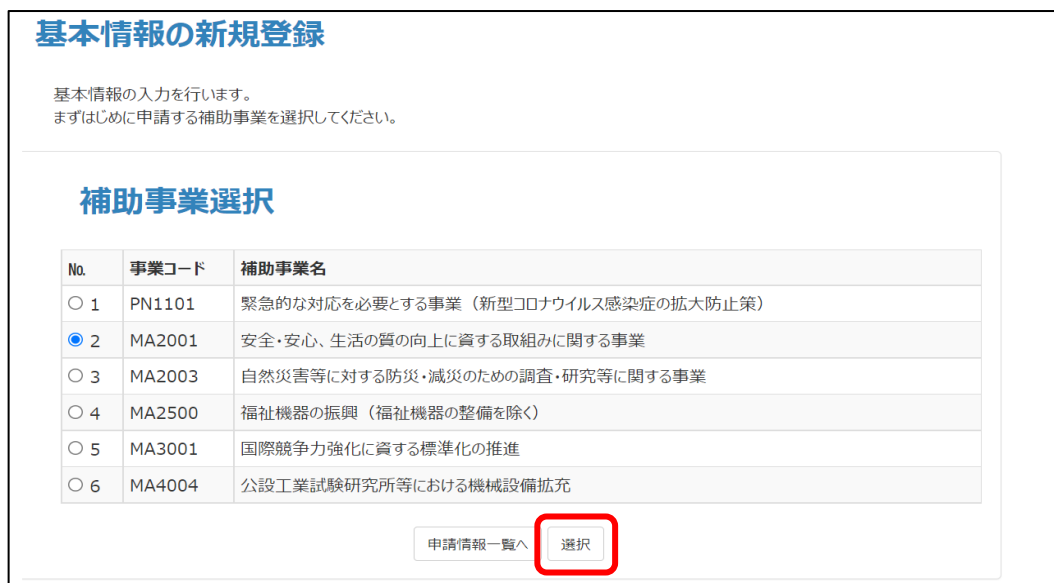 基本情報の新規登録
基本情報の入力を行います。
まずはじめに申請する補助事業を選択してください。
補助事業選択
No. 事業コード 補助事業名
1 PN1101 緊急的な対応を必要とする事業（新型コロナウイルス感染症の拡大防止策）
2 MA2001 安全・安心、生活の質の向上に資する取組みに関する事業
3 MA2003 自然災害等に対する防災・減災のための調査・研究等に関する事業
4 MA2500 福祉機器の振興（福祉機器の整備を除く）
5 MA3001 国際競争力強化に資する標準化の推進
6 MA4004 公設工業試験研究所等における機械設備拡充
申請情報一覧へ 選択